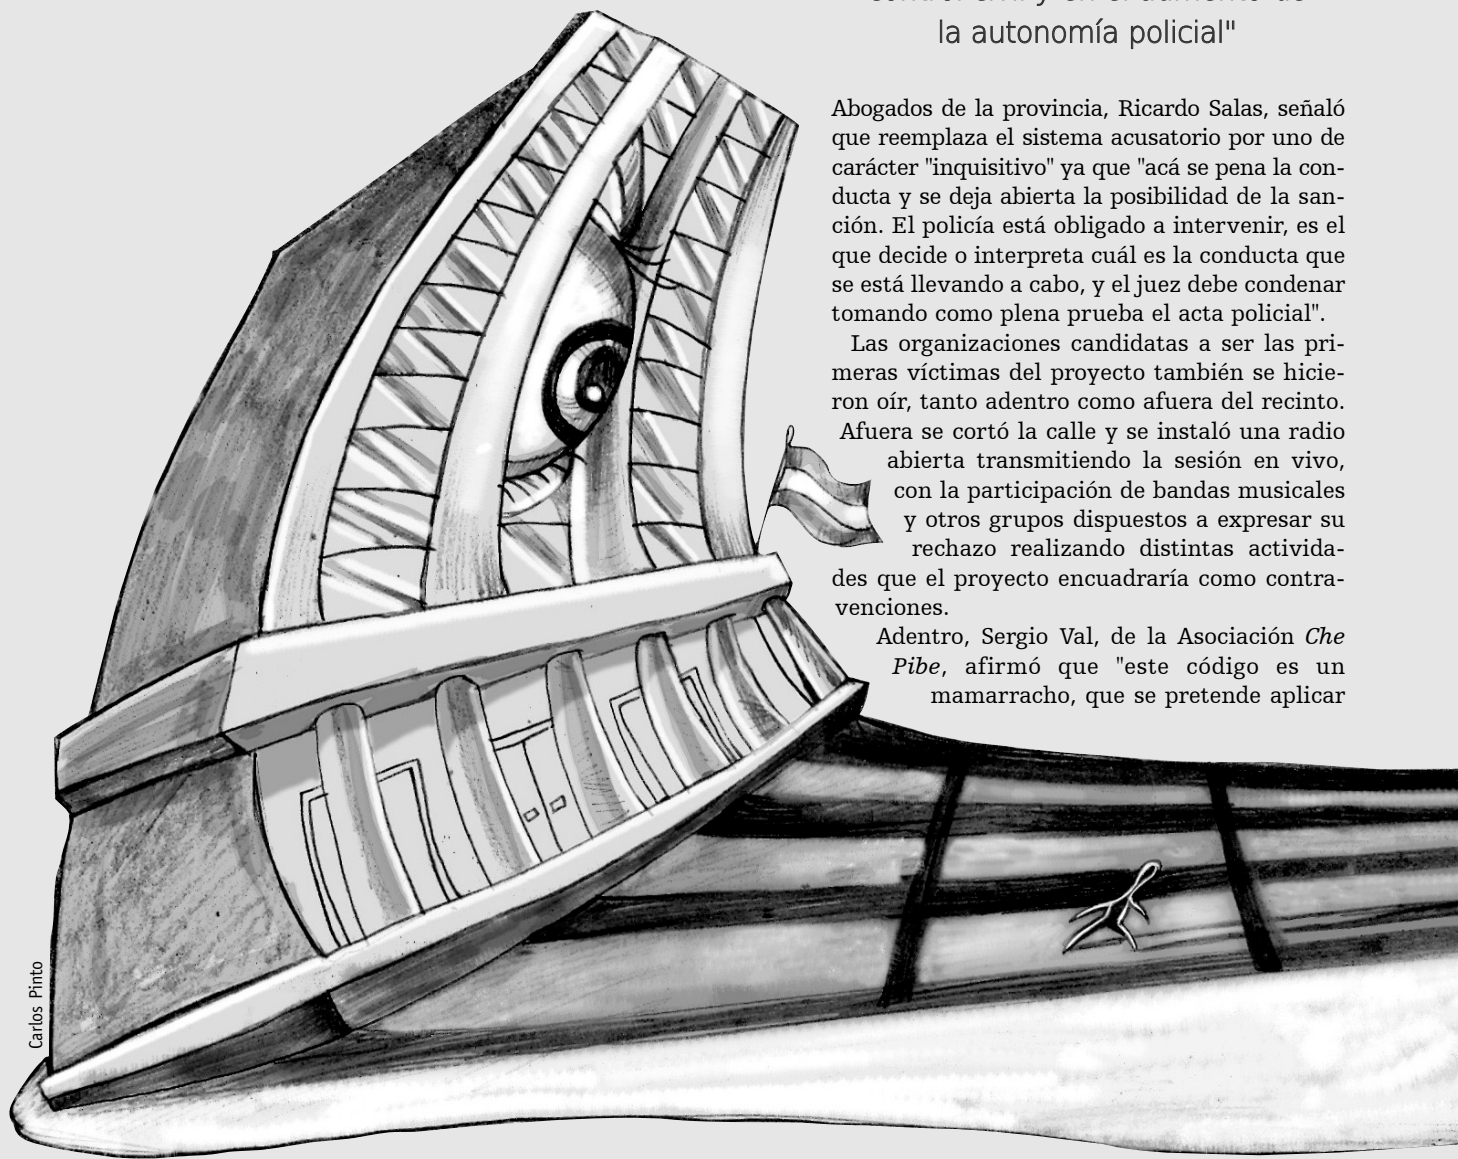 la autonomía policial"
Abogados de la provincia, Ricardo Salas, señaló
que reemplaza el sistema acusatorio por uno de
carácter "inquisitivo" ya que "acá se pena la con-
ducta y se deja abierta la posibilidad de la san-
ción. El policía está obligado a intervenir, es el
que decide o interpreta cuál es la conducta que
se está llevando a cabo, y el juez debe condenar
tomando como plena prueba el acta policial".
Las organizaciones candidatas a ser las pri-
meras víctimas del proyecto también se hicie-
ron oír, tanto adentro como afuera del recinto.
Afuera se cortó la calle y se instaló una radio
abierta transmitiendo la sesión en vivo,
con la participación de bandas musicales
y otros grupos dispuestos a expresar su
rechazo realizando distintas activida-
des que el proyecto encuadraría como contra-
venciones.
Adentro, Sergio Val, de la Asociación Che
Pibe, afirmó que "este código es un
mamarracho, que se pretende aplicar
Carlos Pinto